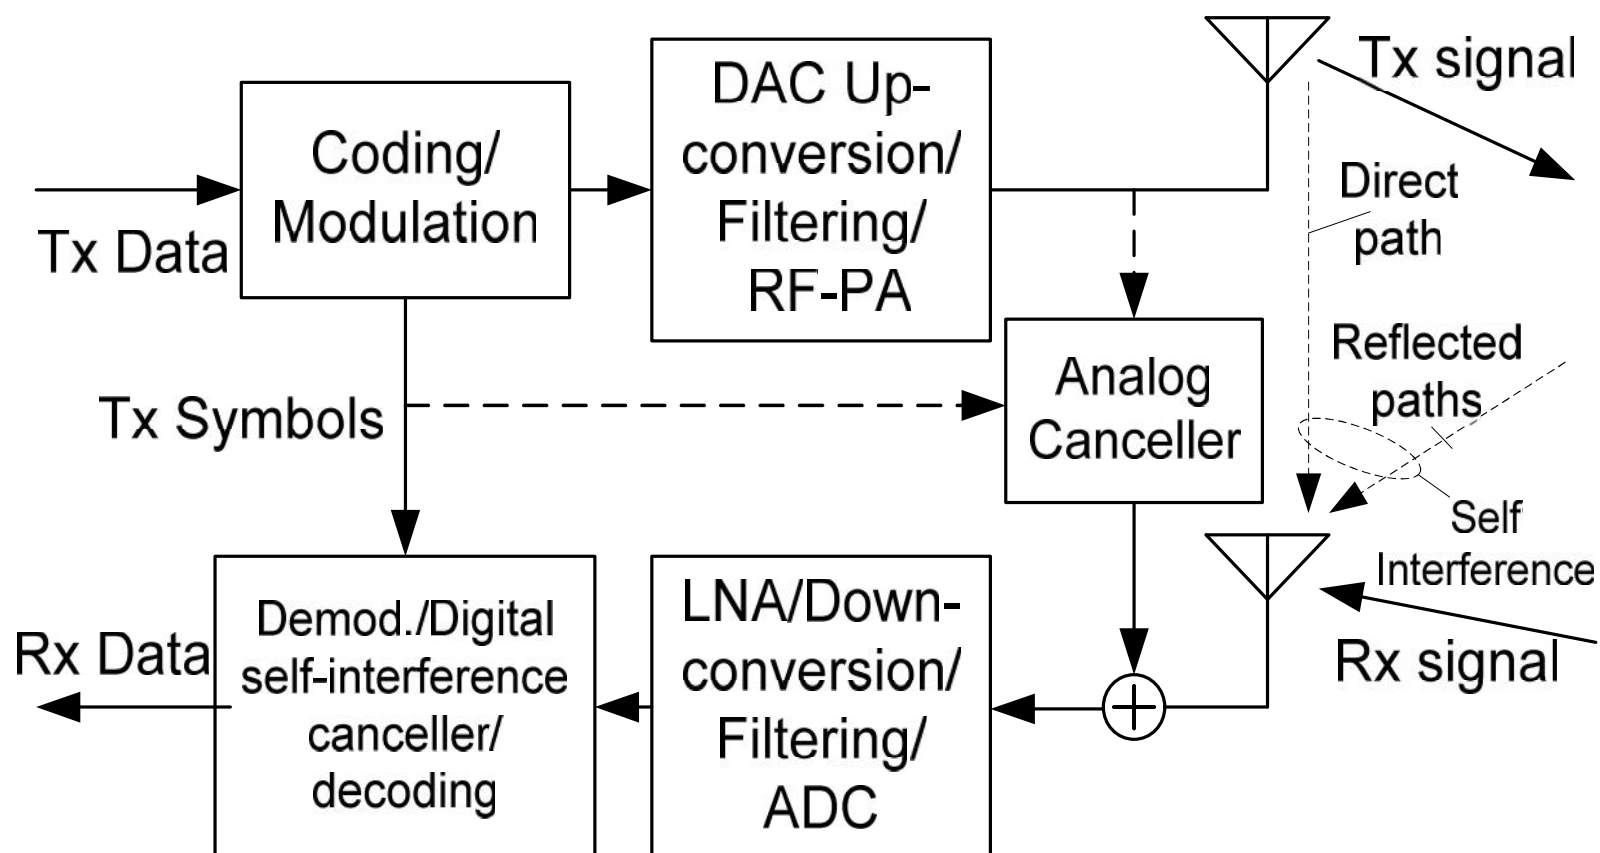 Tx Data
Coding/
Modulation
DAC Up-
conversion/
Filtering/
RF-PA
Tx signal
Direct
path
Reflected
paths
Self
Interference
Analog
Canceller
Tx Symbols
Rx Data
Demod./Digital
self-interference
canceller/
decoding
LNA/Down-
conversion/
Filtering/
ADC
Rx signal